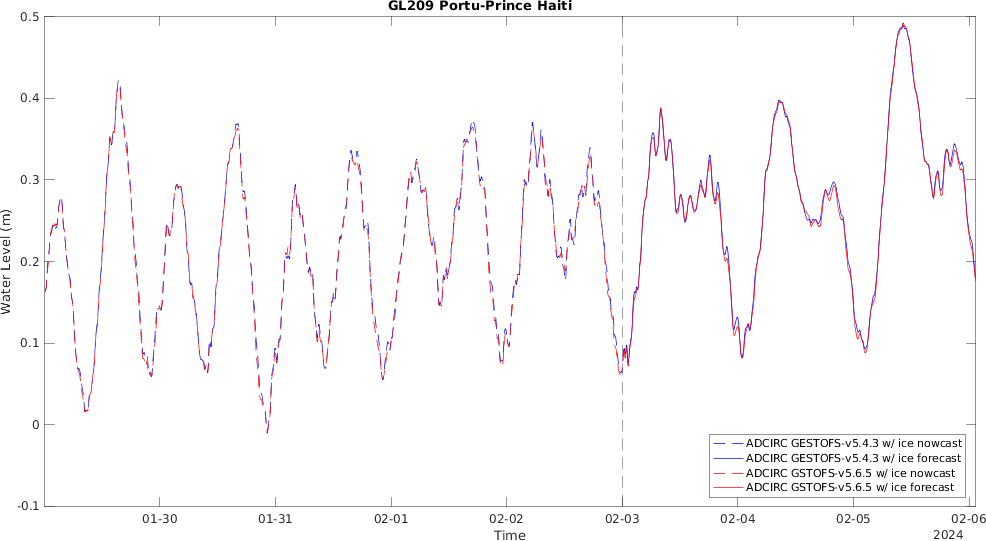 GL209 Portu-Prince Haiti
Water Level (m)
0.5
0.4
0.3
0.2
0.1
0
-0.1
01-30
01-31
02-01
02-02
02-03
02-04
02-05
02-06
Time
2024
ADCIRC GESTOFS-v5.4.3 w/ ice nowcast
ADCIRC GESTOFS-v5.4.3 w/ ice forecast
ADCIRC GSTOFS-v5.6.5 w/ ice nowcast
ADCIRC GSTOFS-v5.6.5 w/ ice forecast